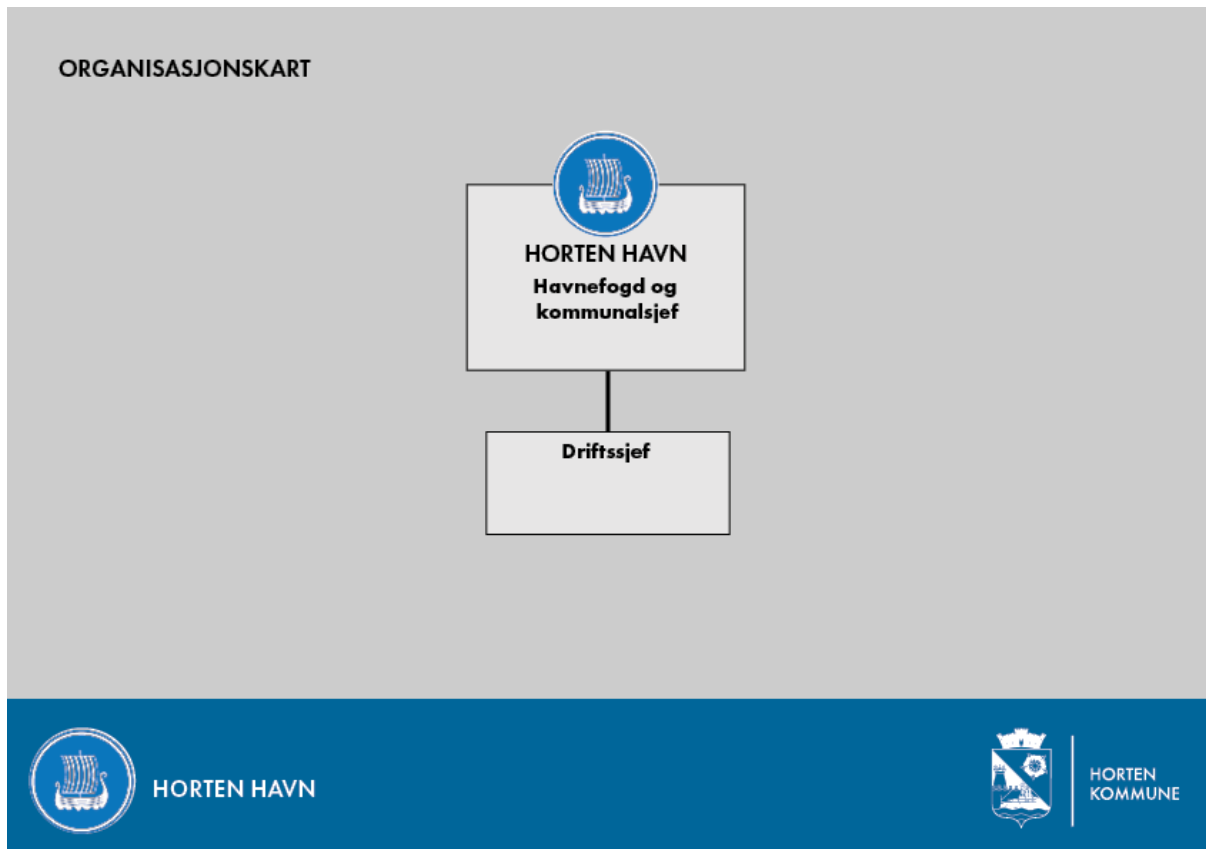 ORGANISASJONSKART
HORTEN HAVN
Havnefogd og
kommunalsjef
Driftssjef
HORTEN HAVN
HORTEN
KOMMUNE